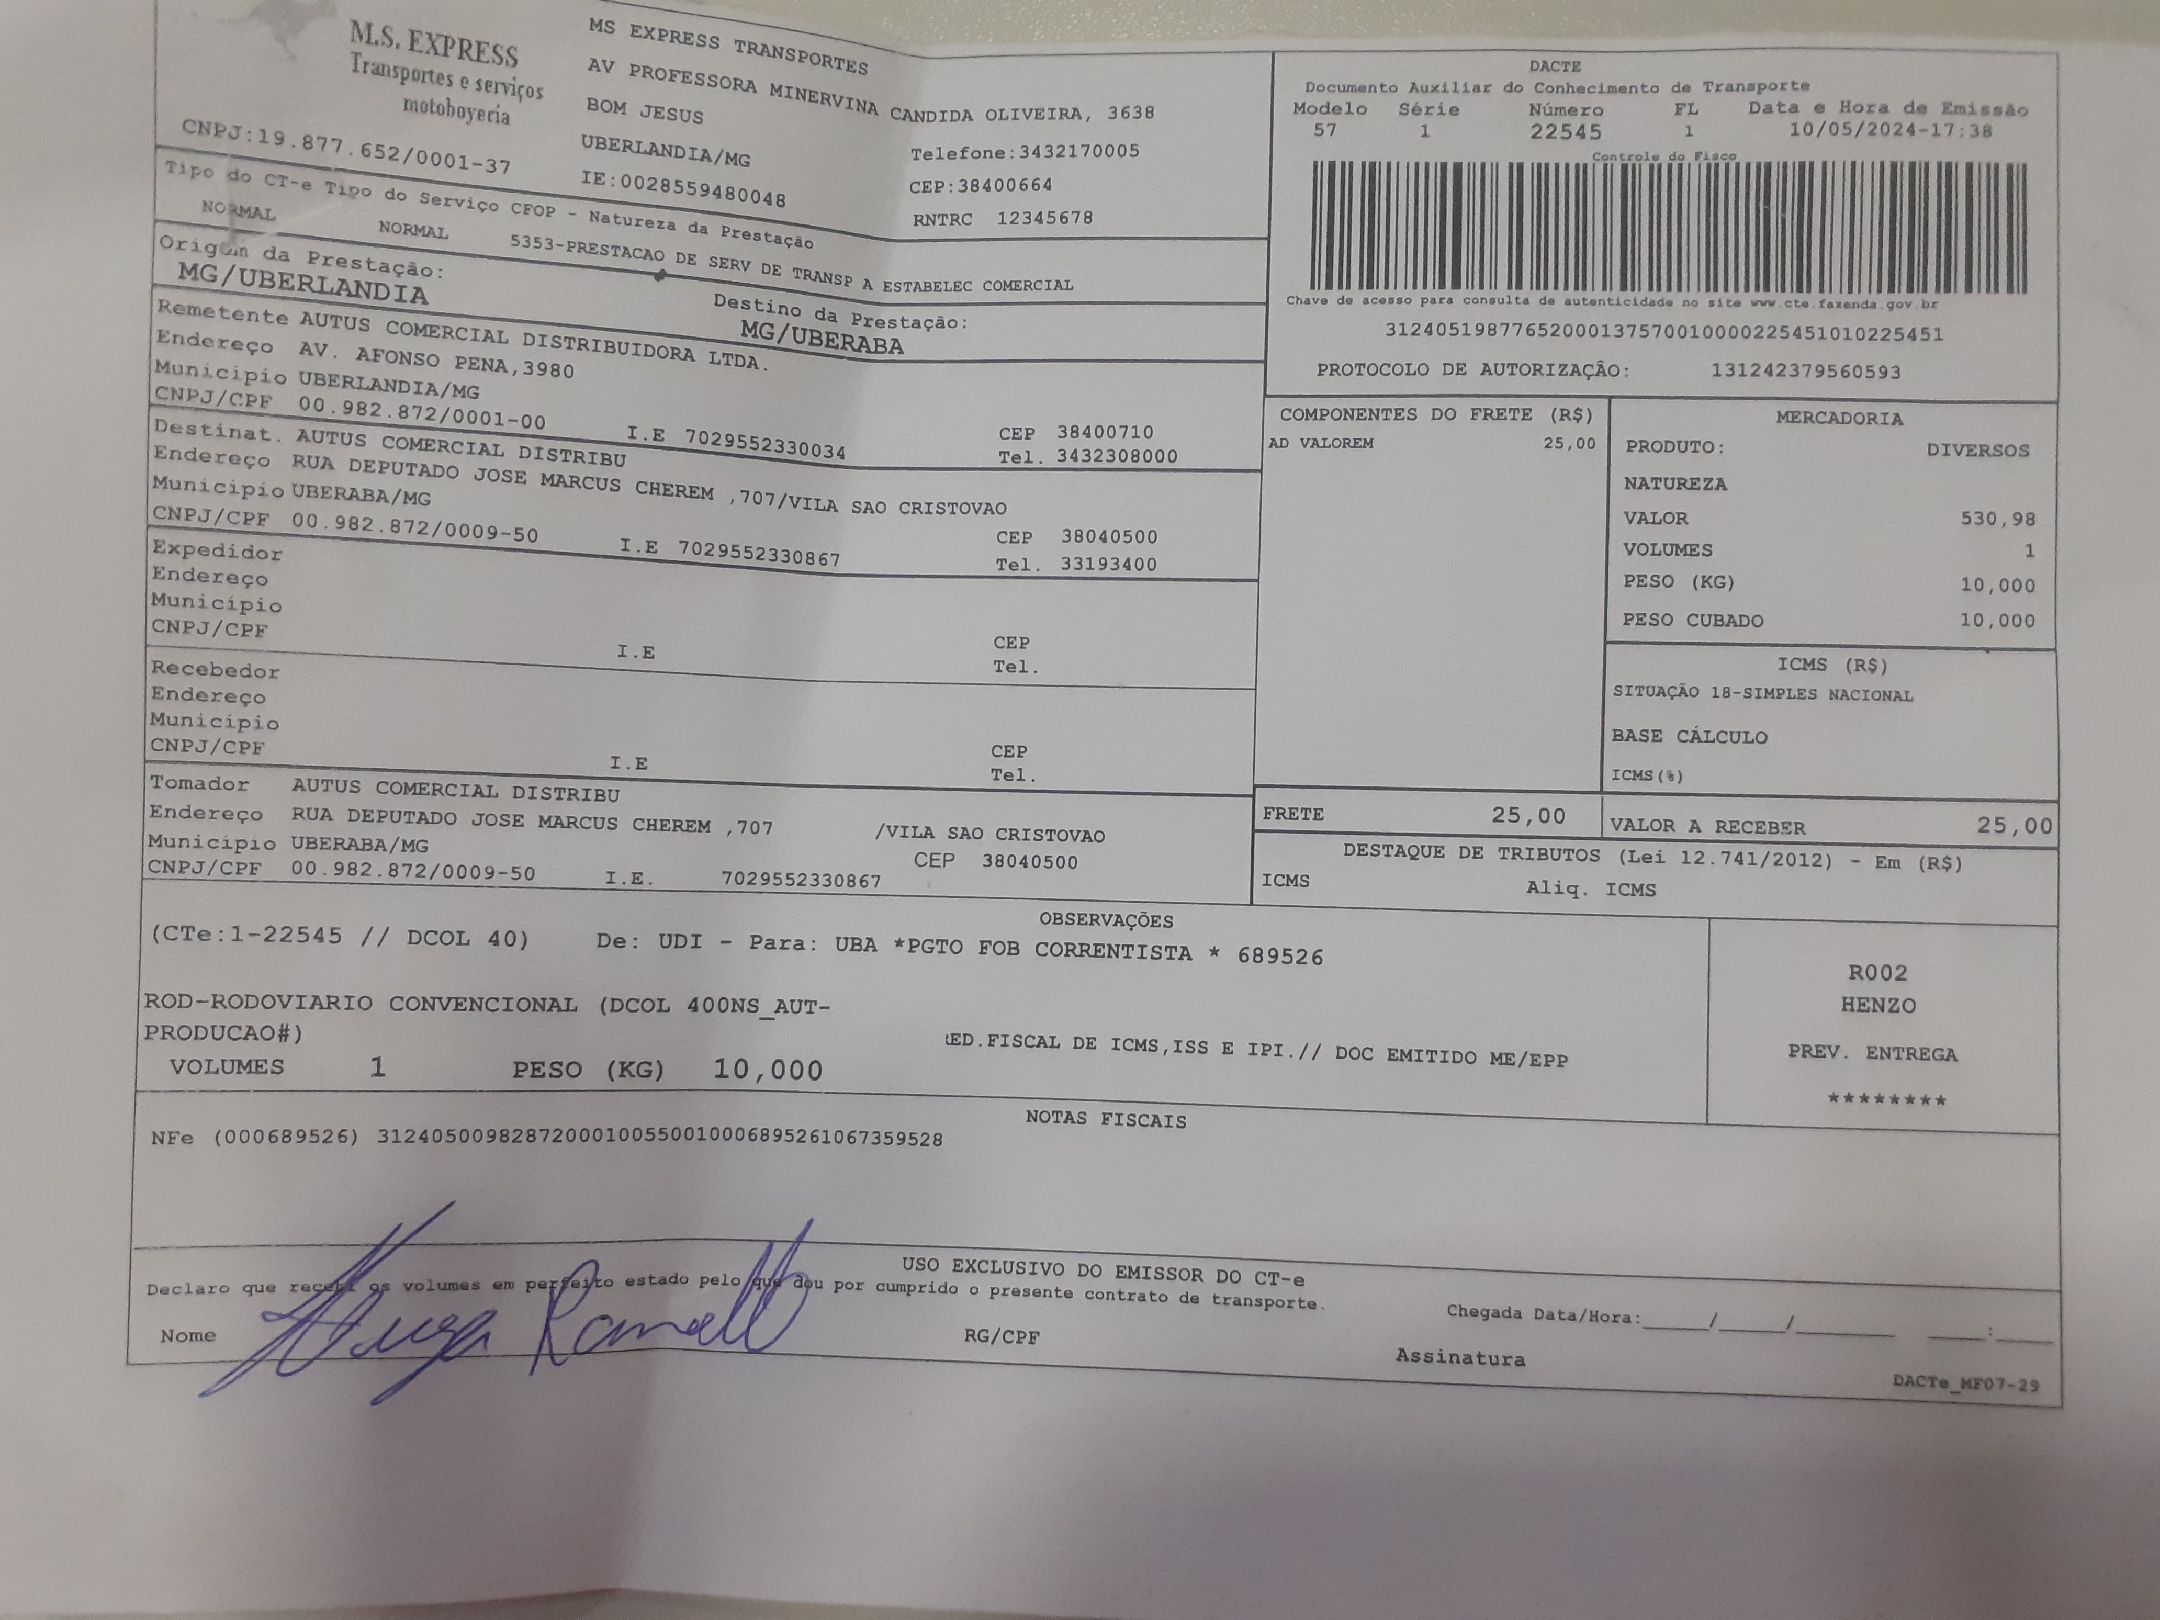 M.S. EXPRESS
Transportes e serviços
motoboyeria
CNPJ:19.877.652/0001-37
MS EXPRESS TRANSPORTES
AV PROFESSORA MINERVINA CANDIDA OLIVEIRA, 3638
BOM JESUS
UBERLANDIA/MG Telefone:3432170005
IE:0028559480048 CEP:38400664
RNTRC 12345678
DACTE
Documento Auxiliar do Conhecimento de Transporte
Modelo Série Número FL Data e Hora de Emissão
57 1 22545 1 10/05/2024-17:38
Controle do Fisco
Chave de acesso para consulta de autenticidade no site www.cte.fazenda.gov.br
31240519877652000137570010000225451010225451
PROTOCOLO DE AUTORIZAÇÃO: 131242379560593
Tipo do CT-e Tipo do Serviço CFOP - Natureza da Prestação
NORMAL NORMAL 5353-PRESTACAO DE SERV DE TRANSP A ESTABELEC COMERCIAL
Origem da Prestação: Destino da Prestação:
MG/UBERLANDIA MG/UBERABA
Remetente AUTUS COMERCIAL DISTRIBUIDORA LTDA.
Endereço AV. AFONSO PENA,3980
Município UBERLANDIA/MG CEP 38400710
CNPJ/CPF 00.982.872/0001-00 I.E 7029552330034 Tel. 3432308000
Destinat. AUTUS COMERCIAL DISTRIBU
Endereço RUA DEPUTADO JOSE MARCUS CHEREM ,707/VILA SAO CRISTOVAO
Município UBERABA/MG CEP 38040500
CNPJ/CPF 00.982.872/0009-50 I.E 7029552330867 Tel. 33193400
Expedidor
Endereço
Município CEP
CNPJ/CPF I.E Tel.
Recebedor
Endereço
Município CEP
CNPJ/CPF I.E Tel.
Tomador AUTUS COMERCIAL DISTRIBU
Endereço RUA DEPUTADO JOSE MARCUS CHEREM ,707 /VILA SAO CRISTOVAO
Município UBERABA/MG CEP 38040500
CNPJ/CPF 00.982.872/0009-50 I.E. 7029552330867
COMPONENTES DO FRETE (R$)
AD VALOREM 25,00
MERCADORIA
PRODUTO: DIVERSOS
NATUREZA
VALOR 530,98
VOLUMES 1
PESO (KG) 10,000
PESO CUBADO 10,000
ICMS (R$)
SITUAÇÃO 18-SIMPLES NACIONAL
BASE CÁLCULO
ICMS(%)
FRETE 25,00 VALOR A RECEBER 25,00
DESTAQUE DE TRIBUTOS (Lei 12.741/2012) - Em (R$)
ICMS Aliq. ICMS
OBSERVAÇÕES
(CTe:1-22545 // DCOL 40) De: UDI - Para: UBA *PGTO FOB CORRENTISTA * 689526
ROD-RODOVIARIO CONVENCIONAL (DCOL 400NS_AUT-
PRODUCAO#) ED.FISCAL DE ICMS,ISS E IPI.// DOC EMITIDO ME/EPP
VOLUMES 1 PESO (KG) 10,000
R002
HENZO
PREV. ENTREGA
********
NOTAS FISCAIS
NFe (000689526) 31240500982872000100550010006895261067359528
USO EXCLUSIVO DO EMISSOR DO CT-e
Declaro que recebi os volumes em perfeito estado pelo que dou por cumprido o presente contrato de transporte.
Chegada Data/Hora:_____/_____/_______ ____:____
Nome RG/CPF Assinatura
DACTe_MF07-29